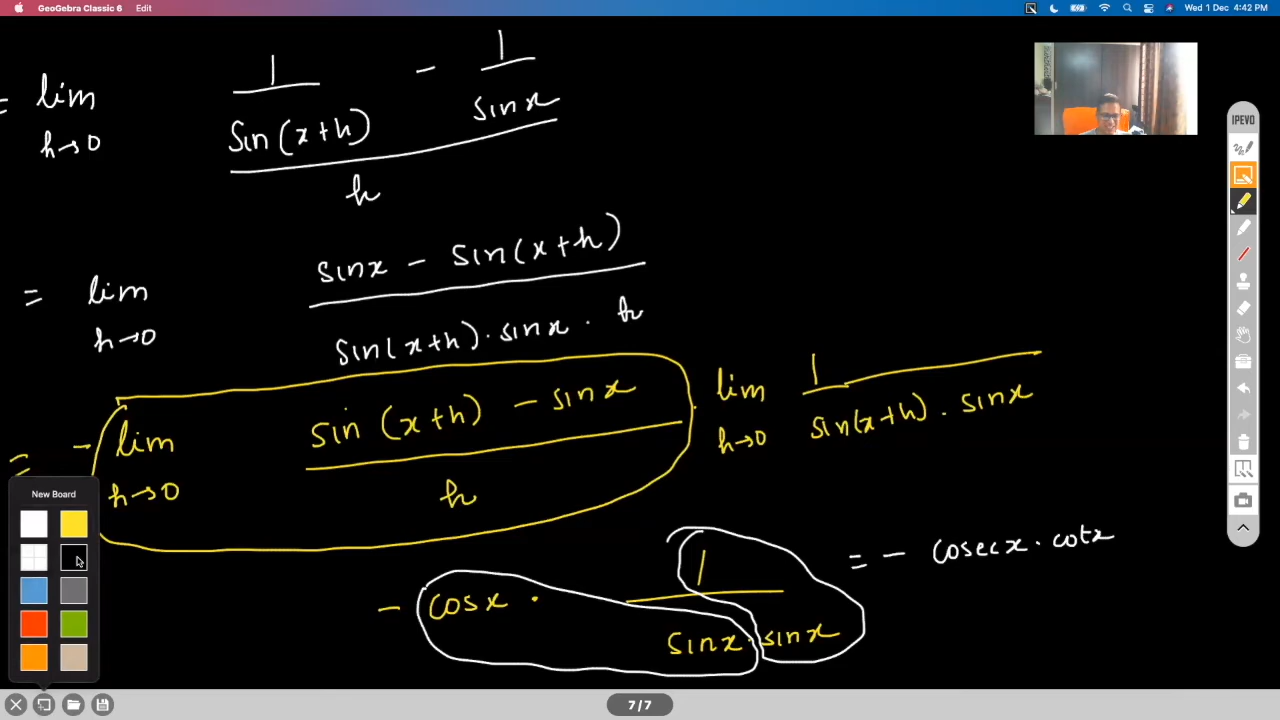 GeoGebra Classic 6 Edit Wed 1 Dec 4:42 PM
= lim h→0 1/sin(x+h) - 1/sinx
h
= lim h→0 sinx - sin(x+h)
sin(x+h) · sinx · h
= - lim h→0 sin (x+h) - sinx
h
· lim h→0 1
sin(x+h) · sinx
- cosx · 1
sinx · sinx
= - cosecx · cotx
IPEVO
New Board
7/7